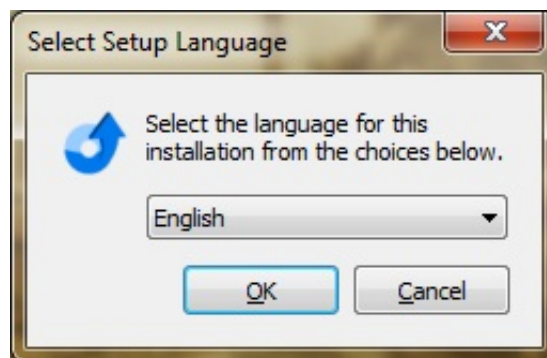 Select Setup Language
Select the language for this
installation from the choices below.
English
OK
Cancel